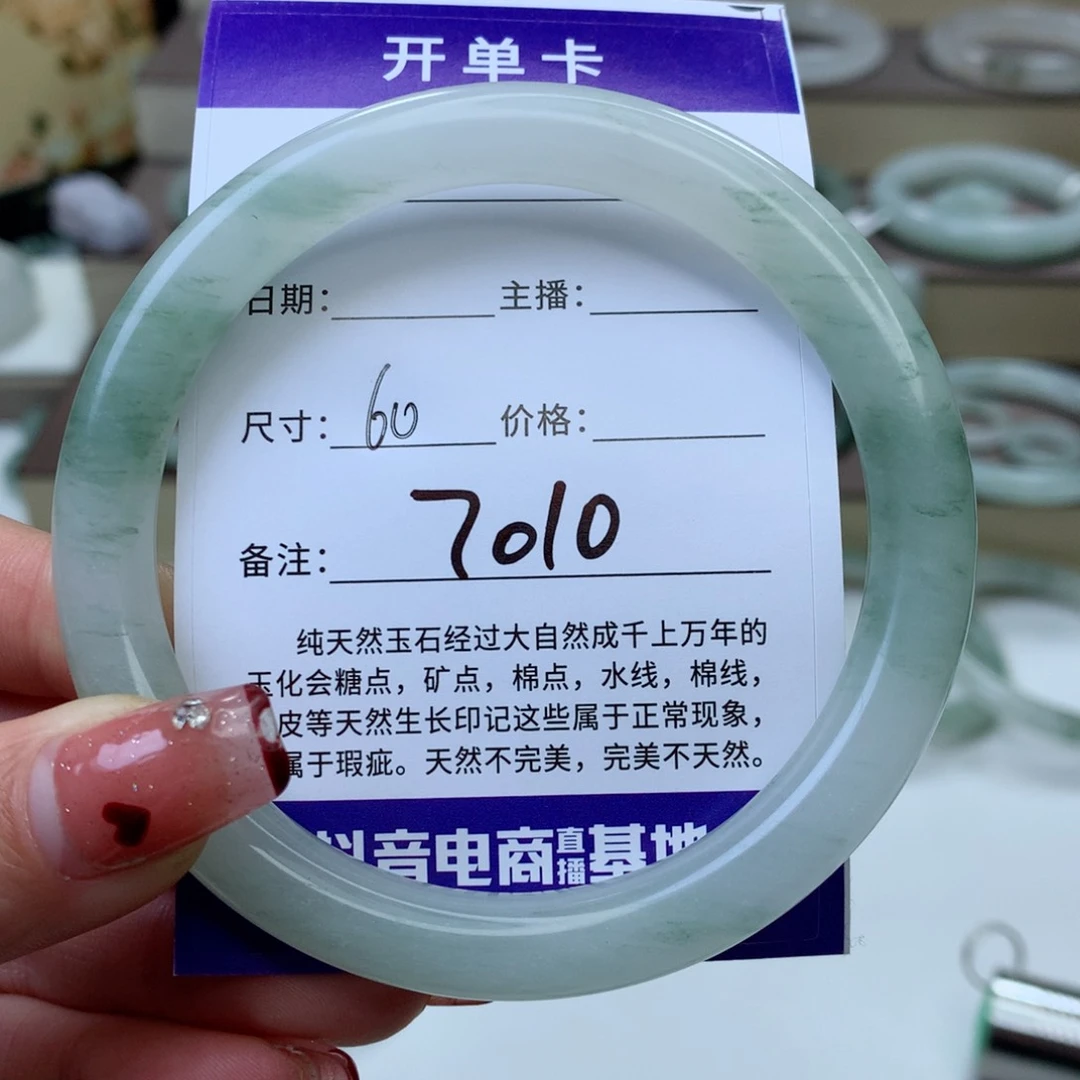 开单卡
日期： 主播：
尺寸：60 价格：
备注：7010
纯天然玉石经过大自然成千上万年的
玉化会糖点，矿点，棉点，水线，棉线，
皮等天然生长印记这些属于正常现象，
属于瑕疵。天然不完美，完美不天然。
抖音电商直播基地